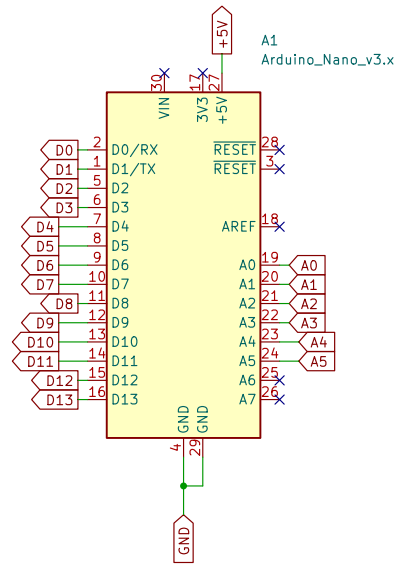 +5V
A1
Arduino_Nano_v3.x
30 17 27
VIN 3V3 +5V
D0 2 D0/RX RESET 28
D1 1 D1/TX RESET 3
D2 5 D2
D3 6 D3
D4 7 D4 AREF 18
D5 8 D5
D6 9 D6 A0 19 A0
D7 10 D7 A1 20 A1
D8 11 D8 A2 21 A2
D9 12 D9 A3 22 A3
D10 13 D10 A4 23 A4
D11 14 D11 A5 24 A5
D12 15 D12 A6 25
D13 16 D13 A7 26
GND GND
4 29
GND